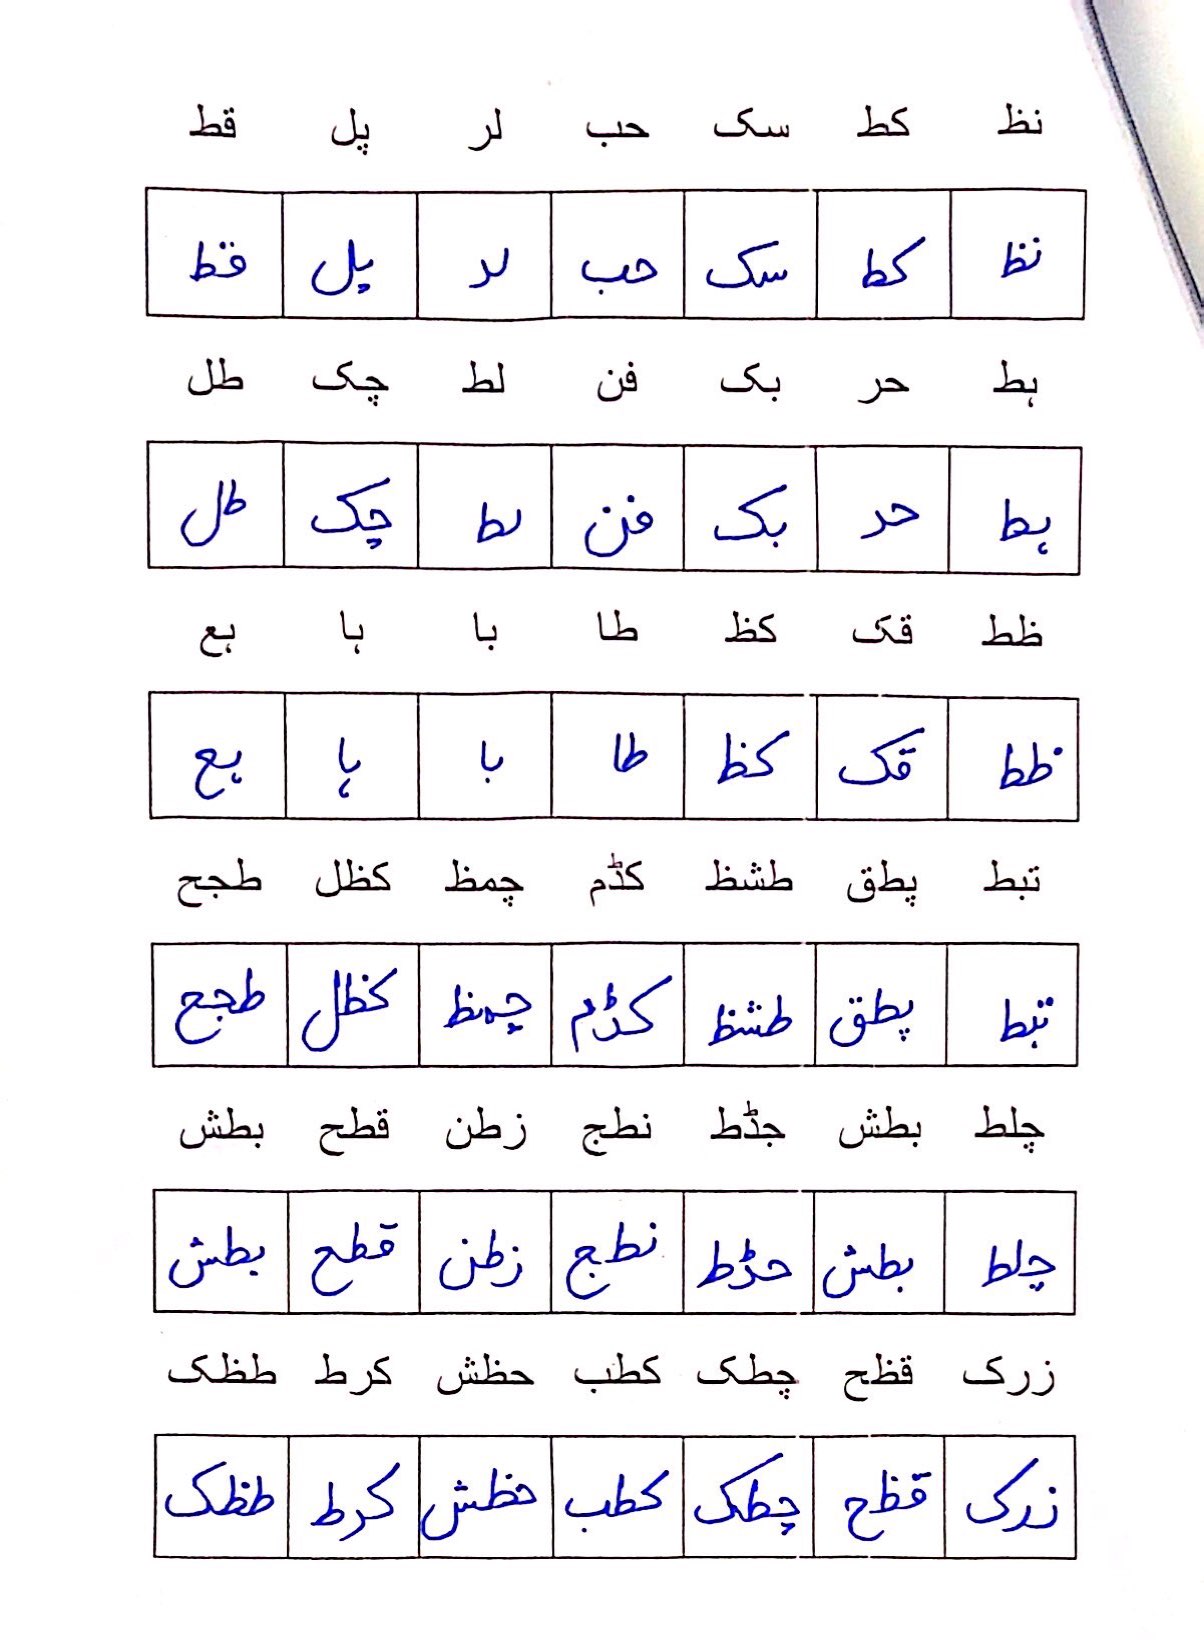 نظ کط سک حب لر پل قط
نظ کط سک حب لر پل قط
ہط حر بک فن لط چک طل
ہط حر بک فن لط چک طل
ظط قک کظ طا با ہا ہع
ظط قک کظ طا با ہا ہع
تبط پطق طشظ کڈم چمظ کظل طجح
تبط پطق طشظ کڈم چمظ کظل طجح
چلط بطش جڈط نطج زطن قطح بطش
چلط بطش جڈط نطج زطن قطح بطش
زرک قظح چطک کطب حظش کرط طظک
زرک قظح چطک کطب حظش کرط طظک